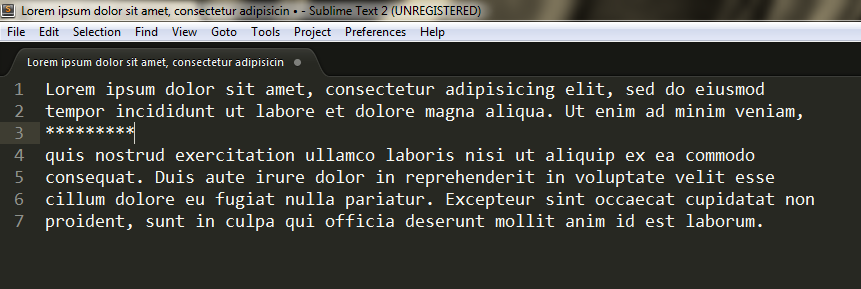 Lorem ipsum dolor sit amet, consectetur adipisicin • - Sublime Text 2 (UNREGISTERED)
File Edit Selection Find View Goto Tools Project Preferences Help
Lorem ipsum dolor sit amet, consectetur adipisicin
1 Lorem ipsum dolor sit amet, consectetur adipisicing elit, sed do eiusmod
2 tempor incididunt ut labore et dolore magna aliqua. Ut enim ad minim veniam,
3 *********
4 quis nostrud exercitation ullamco laboris nisi ut aliquip ex ea commodo
5 consequat. Duis aute irure dolor in reprehenderit in voluptate velit esse
6 cillum dolore eu fugiat nulla pariatur. Excepteur sint occaecat cupidatat non
7 proident, sunt in culpa qui officia deserunt mollit anim id est laborum.